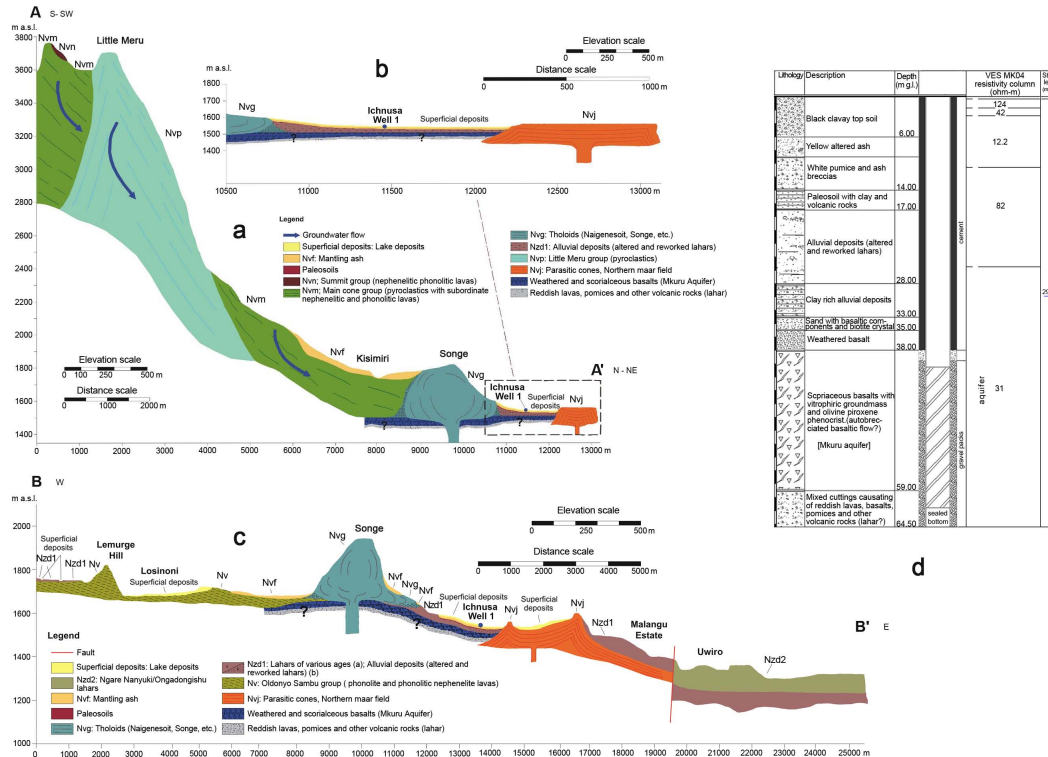 A S- SW
m a.s.l.
3800
3600
3400
3200
3000
2800
2600
2400
2200
2000
1800
1600
1400
Nvm
Nvn
Nvm
Little Meru
Nvp
Nvm
Nvf
Kisimiri
Songe
Nvg
Ichnusa
Well 1
Superficial
deposits
Nvj
?
A'
N - NE
a
Elevation scale
0 100 500 m
Distance scale
0 1000 2000 m
0 1000 2000 3000 4000 5000 6000 7000 8000 9000 10000 11000 12000 13000 m
b
Elevation scale
0 250 500 m
Distance scale
0 500 1000 m
m a.s.l.
1800
1700
1600
1500
1400
Nvg
Ichnusa
Well 1
Superficial deposits
Nvj
? ?
10500 11000 11500 12000 12500 13000 m
Legend
Groundwater flow
Superficial deposits: Lake deposits
Nvf: Mantling ash
Paleosoils
Nvn; Summit group (nephelinitic phonolitic lavas)
Nvm; Main cone group (pyroclastics with subordinate
nephelinitic and phonolitic lavas)
Nvg: Tholoids (Naigenesoit, Songe, etc.)
Nzd1: Alluvial deposits (altered and reworked lahars)
Nvp: Little Meru group (pyroclastics)
Nvj: Parasitic cones, Northern maar field
Weathered and scorialceous basalts (Mkuru Aquifer)
Reddish lavas, pomices and other volcanic rocks (lahar)
B W
m a.s.l.
2000
1800
1600
1400
1200
1000
C
Superficial
deposits
Nzd1
Nzd1
Nv
Lemurge
Hill
Losinoni
Superficial deposits
Nv
Nvf
Songe
Nvg
Nvf
Nvg
Nvf
Nzd1
Superficial deposits
Ichnusa
Well 1
Nvj
Superficial
deposits
Nvj
Nzd1
Malangu
Estate
Uwiro
Nzd2
? ?
B'
E
Elevation scale
0 250 500 m
Distance scale
0 1000 2000 3000 4000 5000 m
Legend
Fault
Superficial deposits: Lake deposits
Nzd2: Ngare Nanyuki/Ongadongishu
lahars
Nvf: Mantling ash
Paleosoils
Nvg: Tholoids (Naigenesoit, Songe, etc.)
Nzd1: Lahars of various ages (a); Alluvial deposits (altered and
reworked lahars) (b)
Nv: Oldonyo Sambu group ( phonolite and phonolitic nephelinite lavas)
Nvj: Parasitic cones, Northern maar field
Weathered and scorialceous basalts (Mkuru Aquifer)
Reddish lavas, pomices and other volcanic rocks (lahar)
0 1000 2000 4000 6000 7000 8000 9000 10000 11000 12000 13000 14000 15000 16000 17000 18000 19000 20000 21000 22000 23000 24000 25000 m
Lithology
Description
Depth
(m g.l.)
VES MK04
resistivity column
(ohm-m)
Black clavay top soil
6.00
Yellow altered ash
White pumice and ash
breccias
14.00
Paleosoil with clay and
volcanic rocks
17.00
Alluvial deposits (altered
and reworked lahars)
28.00
Clay rich alluvial deposits
33.00
Sand with basaltic com-
ponents and biotite crystal
35.00
Weathered basalt
38.00
Scpriaceous basalts with
vitrophiric groundmass
and olivine piroxene
phenocrist.(autobrec-
ciated basaltic flow?)
[Mkuru aquifer]
59.00
Mixed cuttings causating
of reddish lavas, basalts,
pomices and other
volcanic rocks (lahar?)
64.50
sealed
bottom
cement
gravel packs
aquifer
124
42
12.2
82
31
d